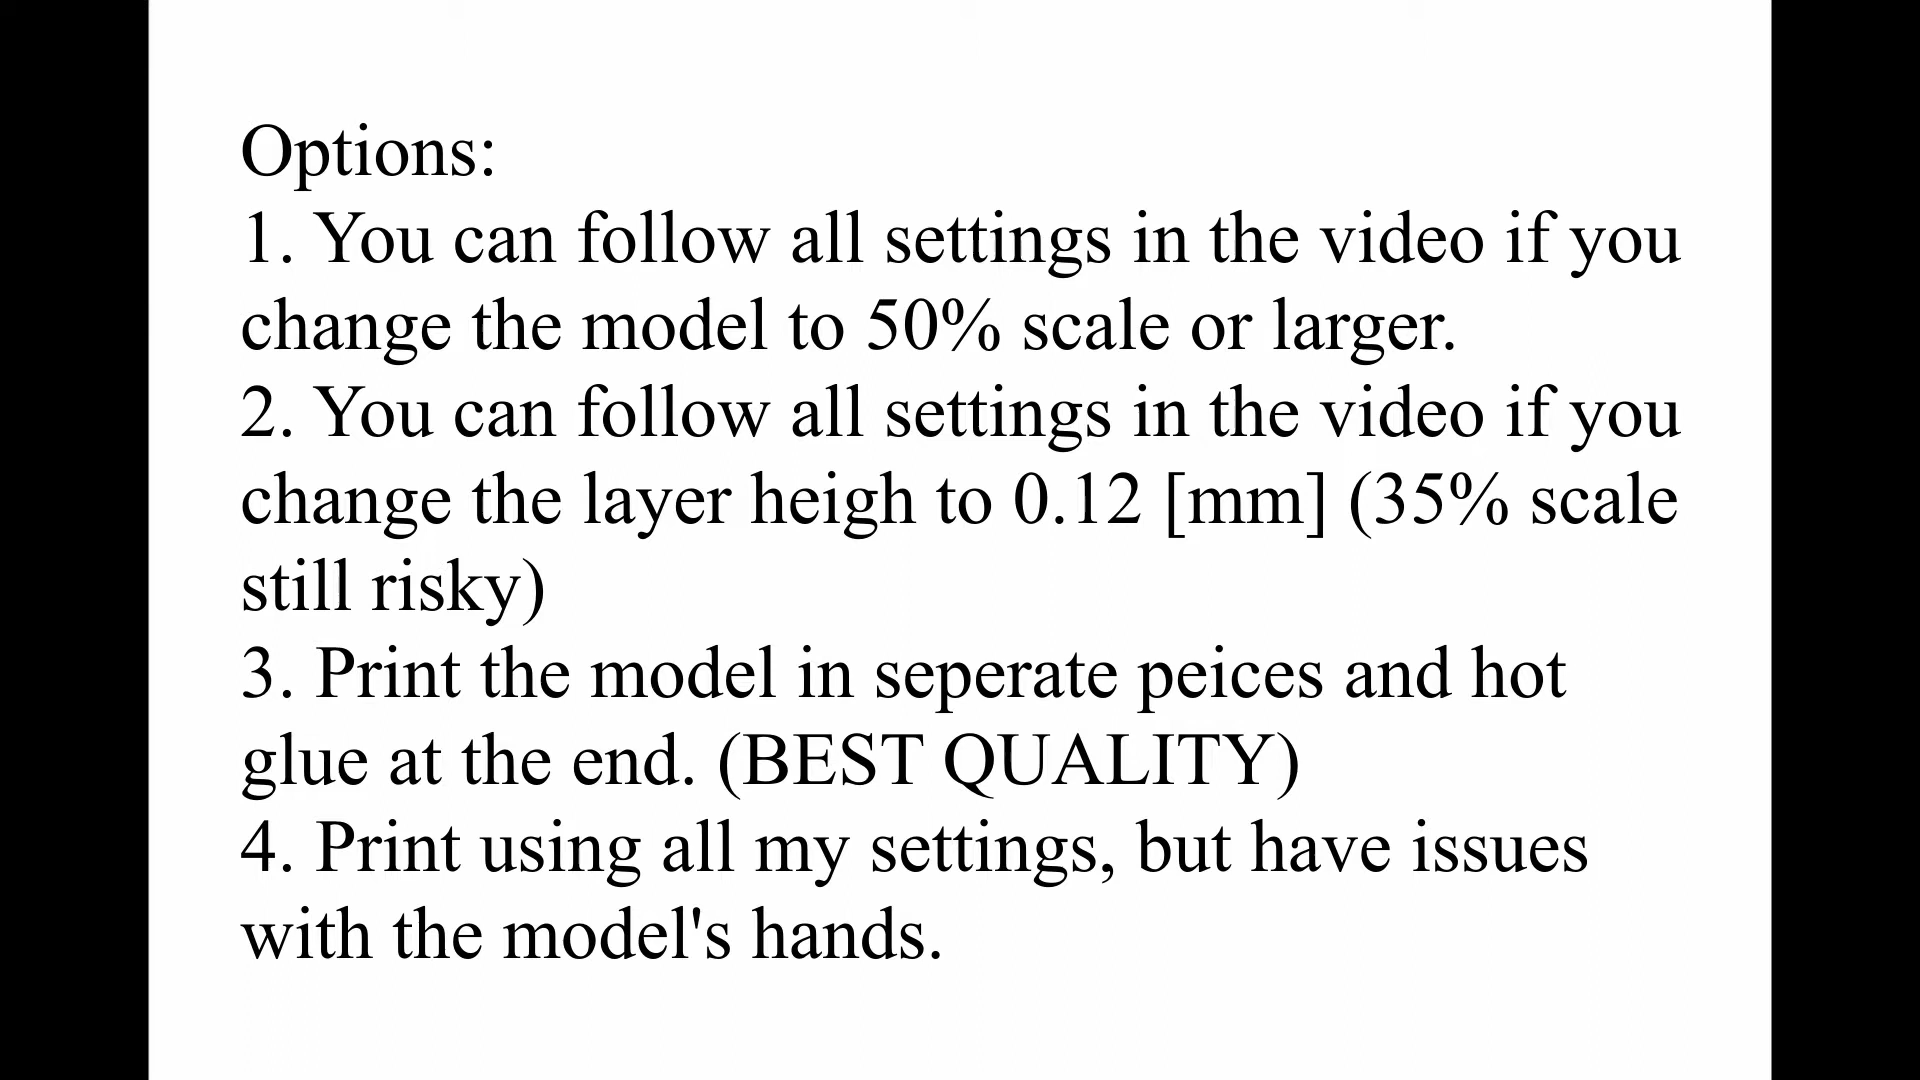 Options:
1. You can follow all settings in the video if you
change the model to 50% scale or larger.
2. You can follow all settings in the video if you
change the layer heigh to 0.12 [mm] (35% scale
still risky)
3. Print the model in seperate peices and hot
glue at the end. (BEST QUALITY)
4. Print using all my settings, but have issues
with the model's hands.